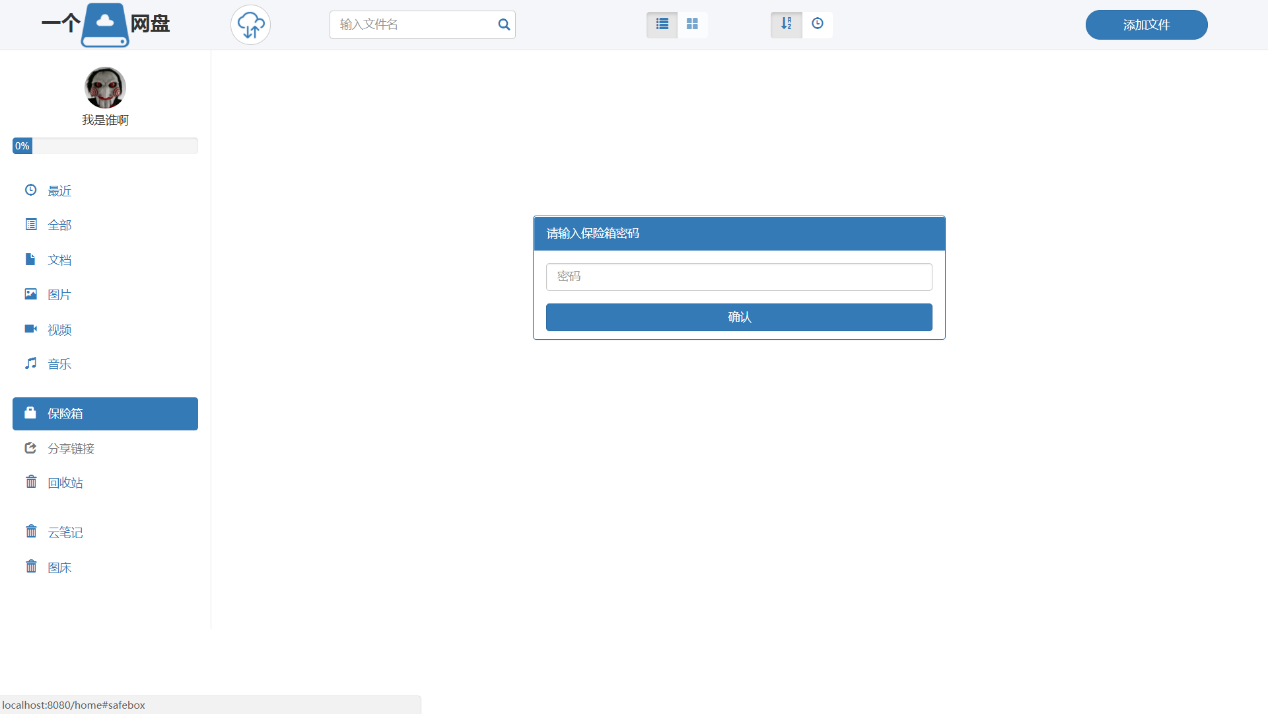 一个网盘
输入文件名
添加文件
我是谁啊
0%
最近
全部
文档
图片
视频
音乐
保险箱
分享链接
回收站
云笔记
图床
请输入保险箱密码
密码
确认
localhost:8080/home#safebox